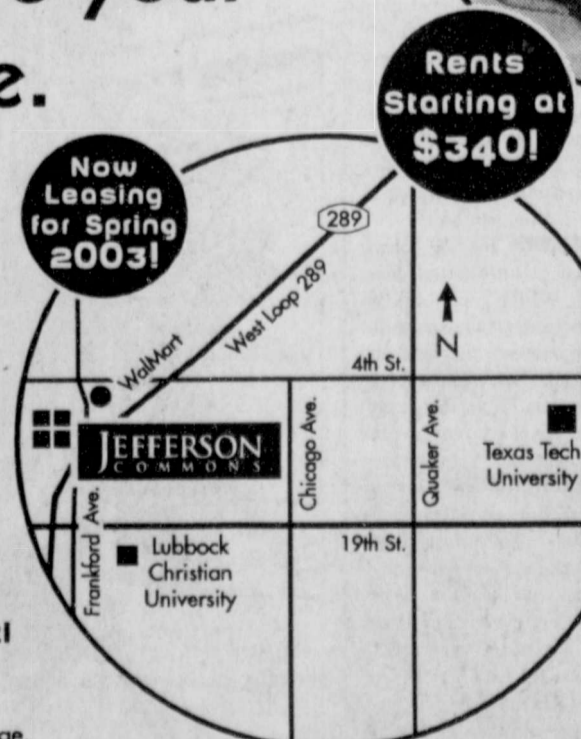 e.
Rents
Starting at
$340!
Now
Leasing
for Spring
2003!
289
West Loop 289
WalMart
N
4th St.
JEFFERSON
COMMONS
Chicago Ave.
Quaker Ave.
Texas Tech
University
Frankford Ave.
19th St.
Lubbock
Christian
University